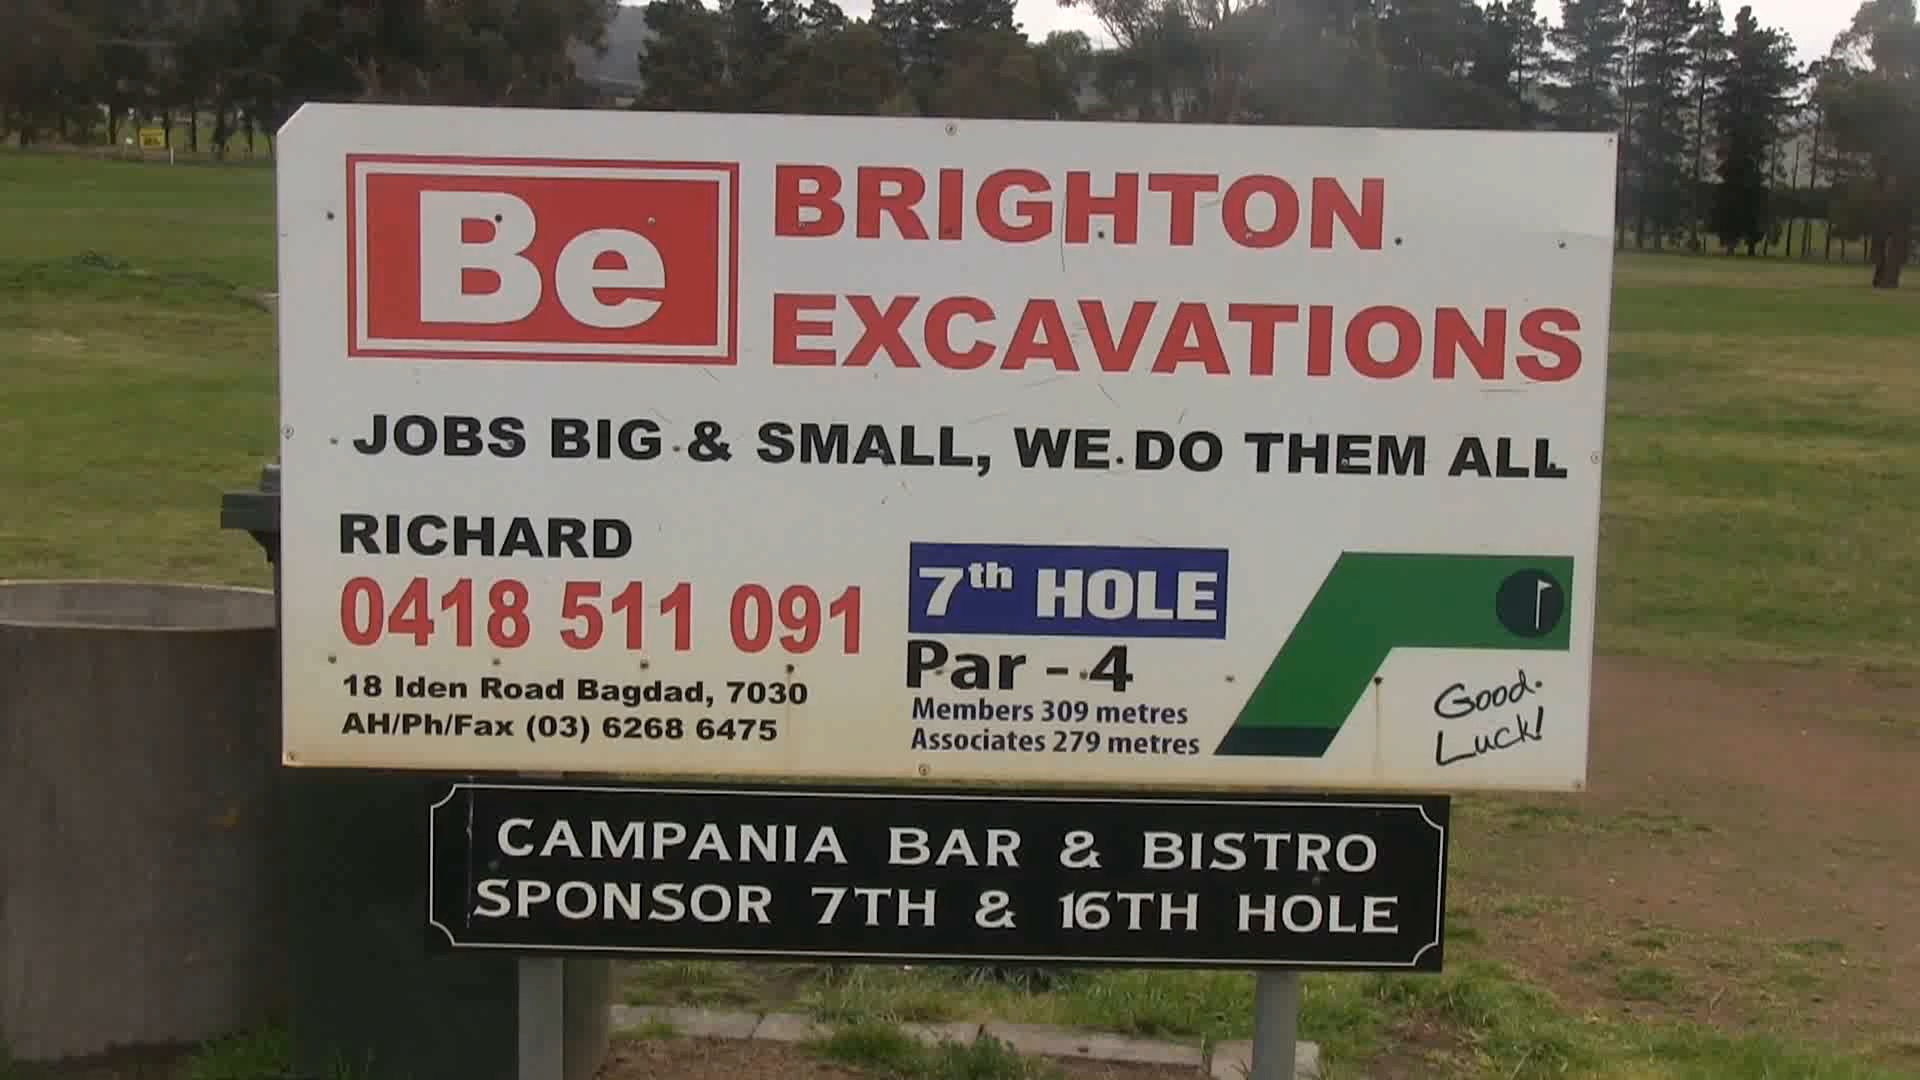 Be
BRIGHTON
EXCAVATIONS
JOBS BIG & SMALL, WE DO THEM ALL
RICHARD
0418 511 091
18 Iden Road Bagdad, 7030
AH/Ph/Fax (03) 6268 6475
7th HOLE
Par - 4
Members 309 metres
Associates 279 metres
Good
Luck!
CAMPANIA BAR & BISTRO
SPONSOR 7TH & 16TH HOLE